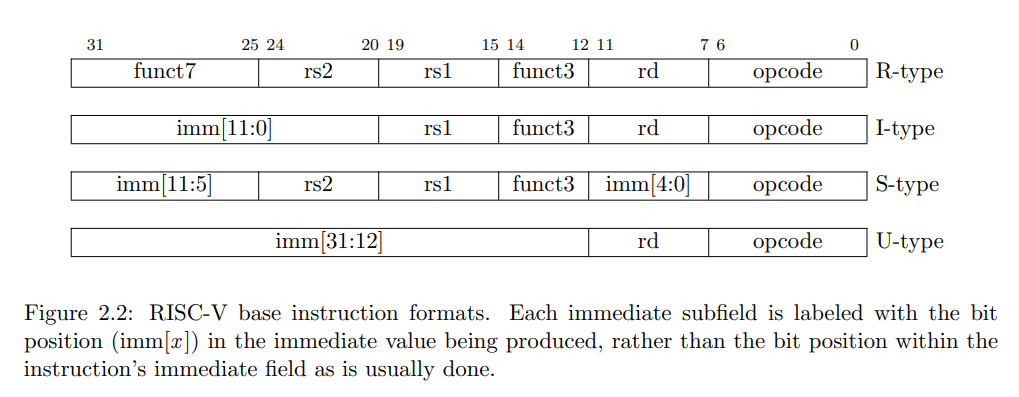 31 25 24 20 19 15 14 12 11 7 6 0
funct7 rs2 rs1 funct3 rd opcode R-type
imm[11:0] rs1 funct3 rd opcode I-type
imm[11:5] rs2 rs1 funct3 imm[4:0] opcode S-type
imm[31:12] rd opcode U-type
Figure 2.2: RISC-V base instruction formats. Each immediate subfield is labeled with the bit
position (imm[x]) in the immediate value being produced, rather than the bit position within the
instruction's immediate field as is usually done.